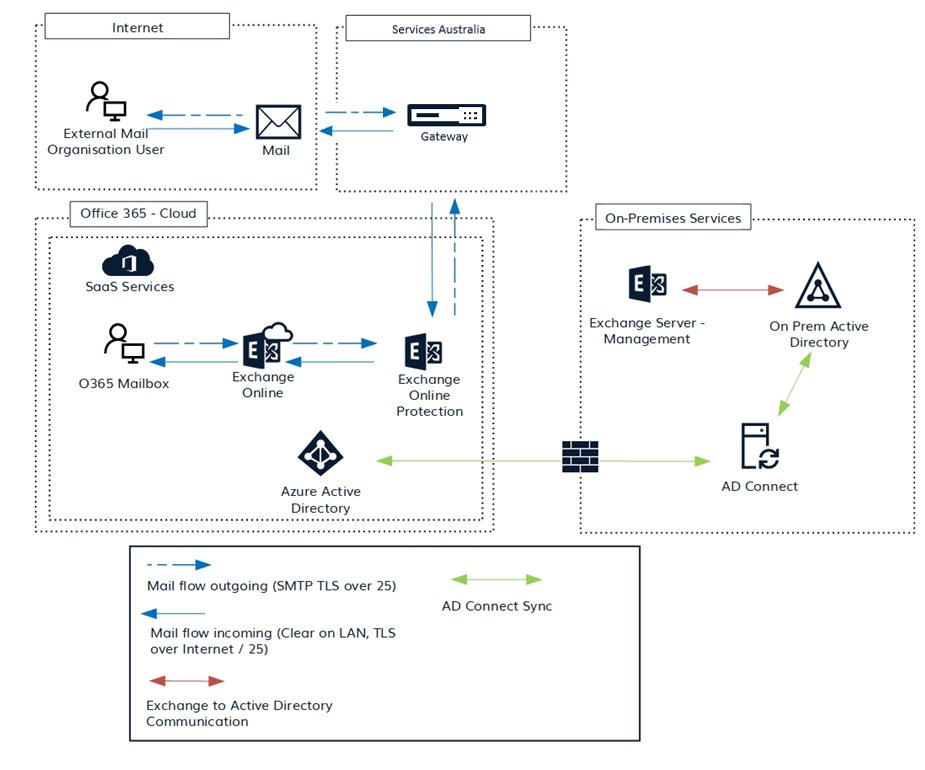 Internet
Services Australia
External Mail
Organisation User
Mail
Gateway
Office 365 - Cloud
SaaS Services
O365 Mailbox
Exchange
Online
Exchange
Online
Protection
Azure Active
Directory
On-Premises Services
Exchange Server -
Management
On Prem Active
Directory
AD Connect
Mail flow outgoing (SMTP TLS over 25)
Mail flow incoming (Clear on LAN, TLS
over Internet / 25)
Exchange to Active Directory
Communication
AD Connect Sync